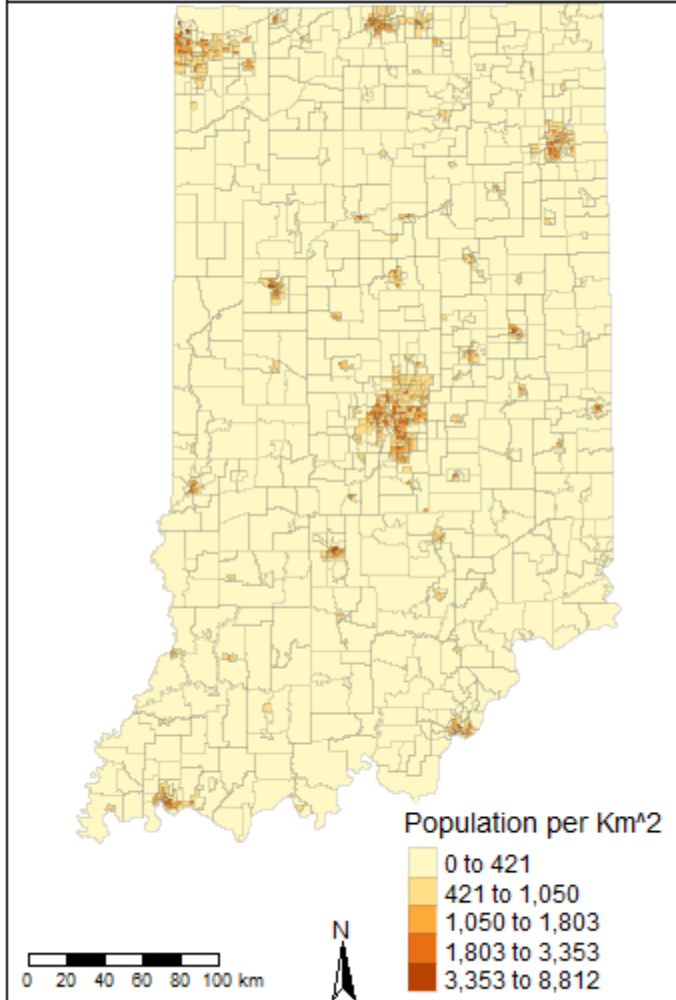 Population per Km^2
0 to 421
421 to 1,050
1,050 to 1,803
1,803 to 3,353
3,353 to 8,812
N
0 20 40 60 80 100 km